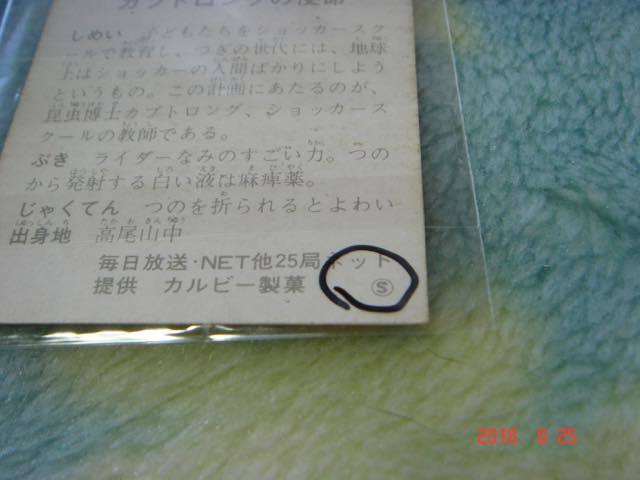 カブトロングの使命
しめい 子どもたちをショッカースク
ールで教育し、つぎの世代には、地球
上はショッカーの人間ばかりにしよう
というもの。この計画にあたるのが、
昆虫博士カブトロング、ショッカース
クールの教師である。
ぶき ライダーなみのすごい力。つの
から発射する白い液は麻痺薬。
じゃくてん つのを折られるとよわい
出身地 高尾山中
毎日放送・NET他25局ネット
提供 カルビー製菓 Ⓢ
2010 8 25